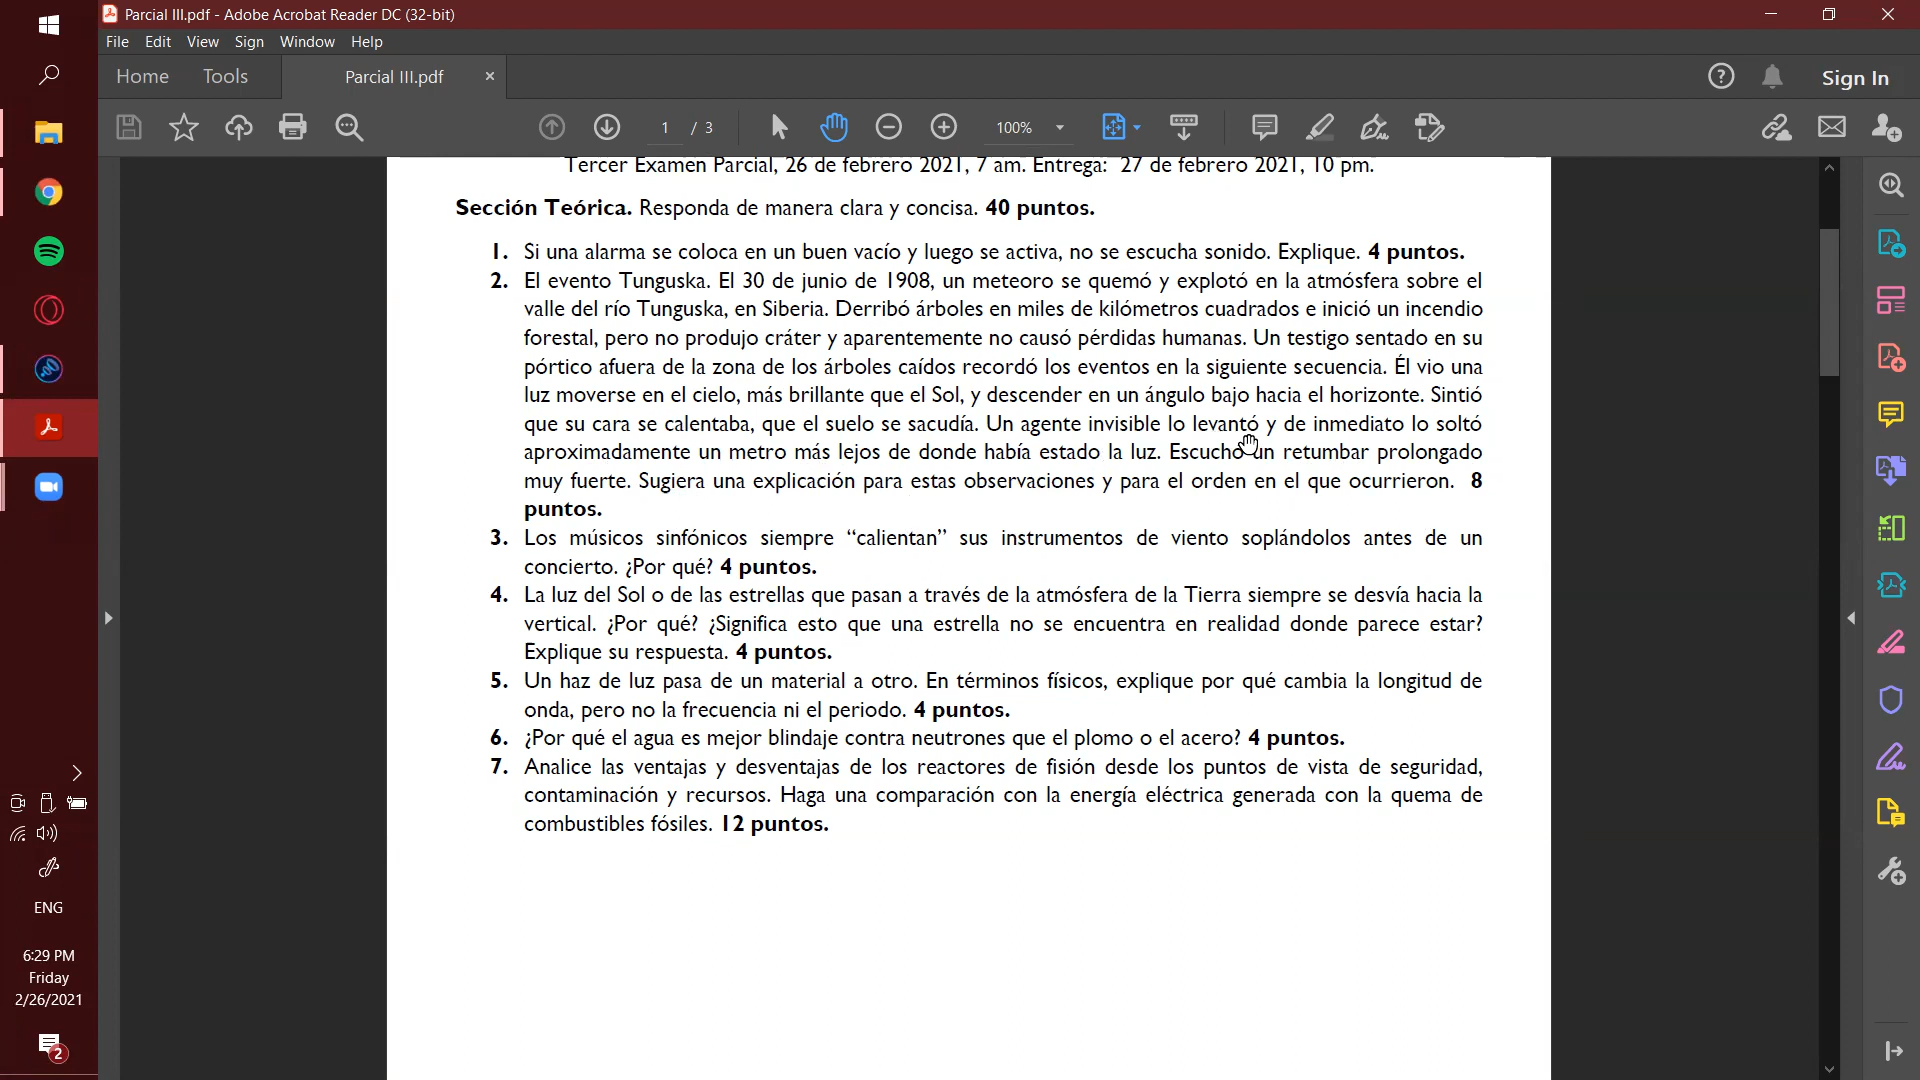 Parcial III.pdf - Adobe Acrobat Reader DC (32-bit)
File Edit View Sign Window Help
Home Tools Parcial III.pdf × Sign In
1 / 3 100%
Tercer Examen Parcial, 26 de febrero 2021, 7 am. Entrega: 27 de febrero 2021, 10 pm.
Sección Teórica. Responda de manera clara y concisa. 40 puntos.
1. Si una alarma se coloca en un buen vacío y luego se activa, no se escucha sonido. Explique. 4 puntos.
2. El evento Tunguska. El 30 de junio de 1908, un meteoro se quemó y explotó en la atmósfera sobre el
valle del río Tunguska, en Siberia. Derribó árboles en miles de kilómetros cuadrados e inició un incendio
forestal, pero no produjo cráter y aparentemente no causó pérdidas humanas. Un testigo sentado en su
pórtico afuera de la zona de los árboles caídos recordó los eventos en la siguiente secuencia. Él vio una
luz moverse en el cielo, más brillante que el Sol, y descender en un ángulo bajo hacia el horizonte. Sintió
que su cara se calentaba, que el suelo se sacudía. Un agente invisible lo levantó y de inmediato lo soltó
aproximadamente un metro más lejos de donde había estado la luz. Escuchó un retumbar prolongado
muy fuerte. Sugiera una explicación para estas observaciones y para el orden en el que ocurrieron. 8
puntos.
3. Los músicos sinfónicos siempre “calientan” sus instrumentos de viento soplándolos antes de un
concierto. ¿Por qué? 4 puntos.
4. La luz del Sol o de las estrellas que pasan a través de la atmósfera de la Tierra siempre se desvía hacia la
vertical. ¿Por qué? ¿Significa esto que una estrella no se encuentra en realidad donde parece estar?
Explique su respuesta. 4 puntos.
5. Un haz de luz pasa de un material a otro. En términos físicos, explique por qué cambia la longitud de
onda, pero no la frecuencia ni el periodo. 4 puntos.
6. ¿Por qué el agua es mejor blindaje contra neutrones que el plomo o el acero? 4 puntos.
7. Analice las ventajas y desventajas de los reactores de fisión desde los puntos de vista de seguridad,
contaminación y recursos. Haga una comparación con la energía eléctrica generada con la quema de
combustibles fósiles. 12 puntos.
ENG
6:29 PM
Friday
2/26/2021
2